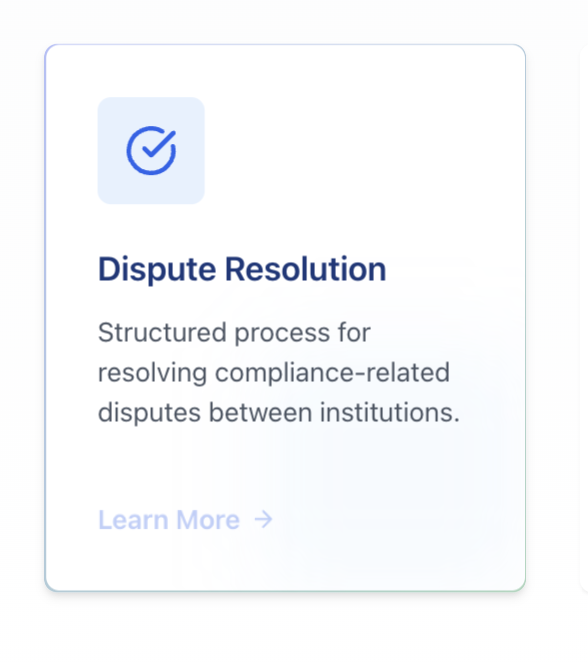 Dispute Resolution
Structured process for
resolving compliance-related
disputes between institutions.
Learn More →